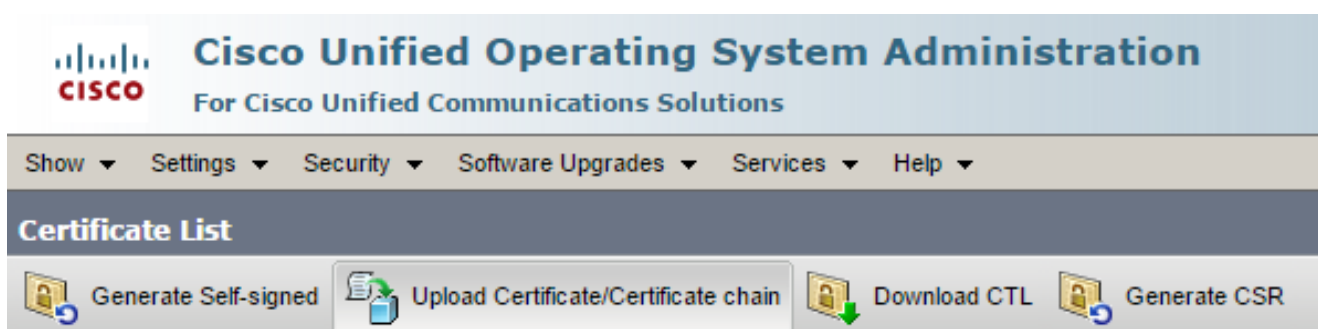 Cisco Unified Operating System Administration
CISCO
For Cisco Unified Communications Solutions
Show Settings Security Software Upgrades Services Help
Certificate List
Generate Self-signed Upload Certificate/Certificate chain Download CTL Generate CSR